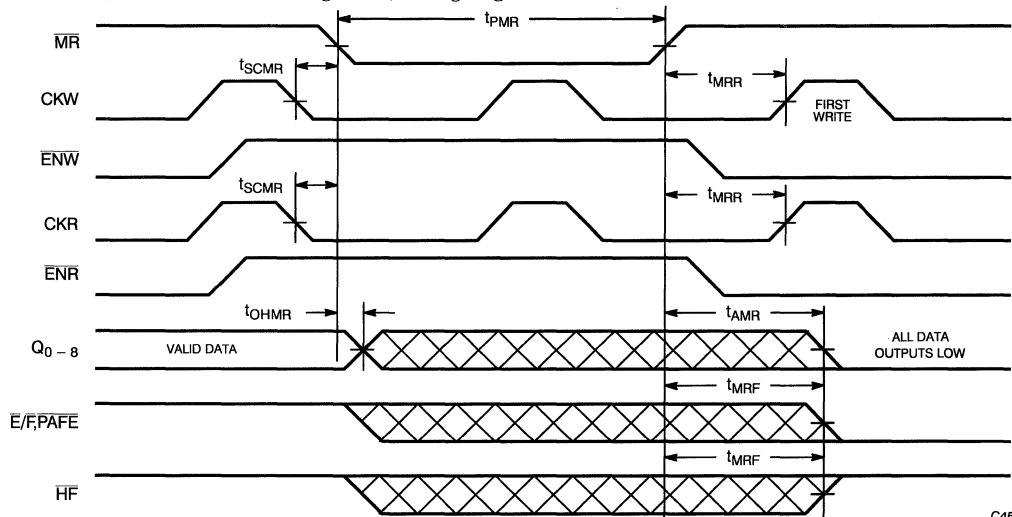 tPMR
MR
tSCMR
tMRR
CKW
FIRST
WRITE
ENW
tSCMR
tMRR
CKR
ENR
tOHMR
tAMR
Q0 – 8
VALID DATA
ALL DATA
OUTPUTS LOW
tMRF
E/F,PAFE
tMRF
HF